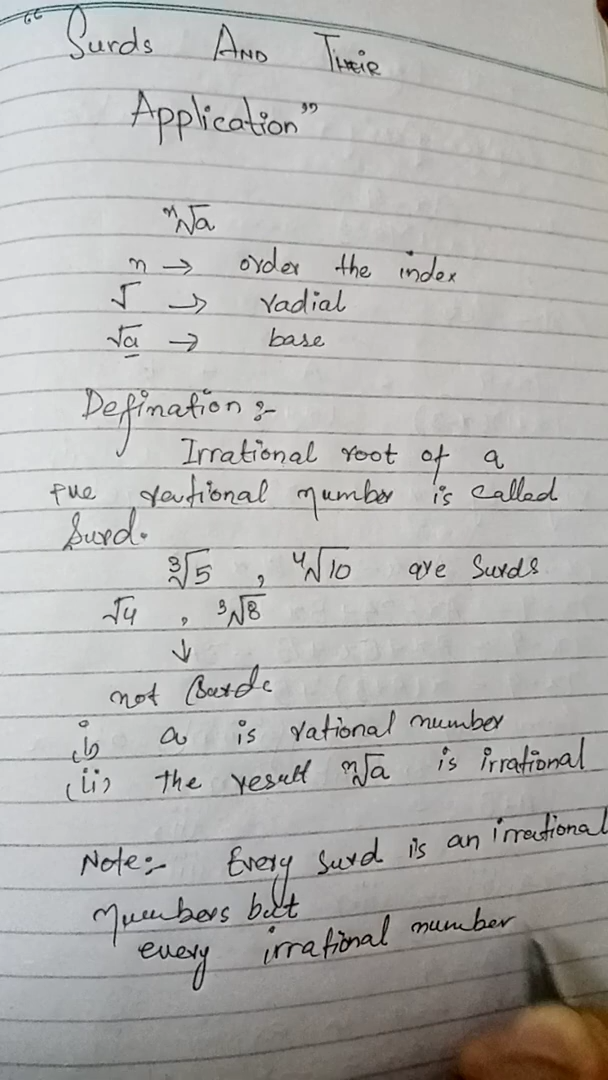 “Surds AND THEIR
Application”
ⁿ√a
n → order the index
√ → radial
√a → base
Defination :-
Irrational root of a
+ve rational number is called
Surd.
³√5 , ⁴√10 are Surds
√4 , ³√8
↓
not Surds
(i) a is rational number
(ii) the result ⁿ√a is irrational
Note:- Every Surd is an irrational
numbers but
every irrational number